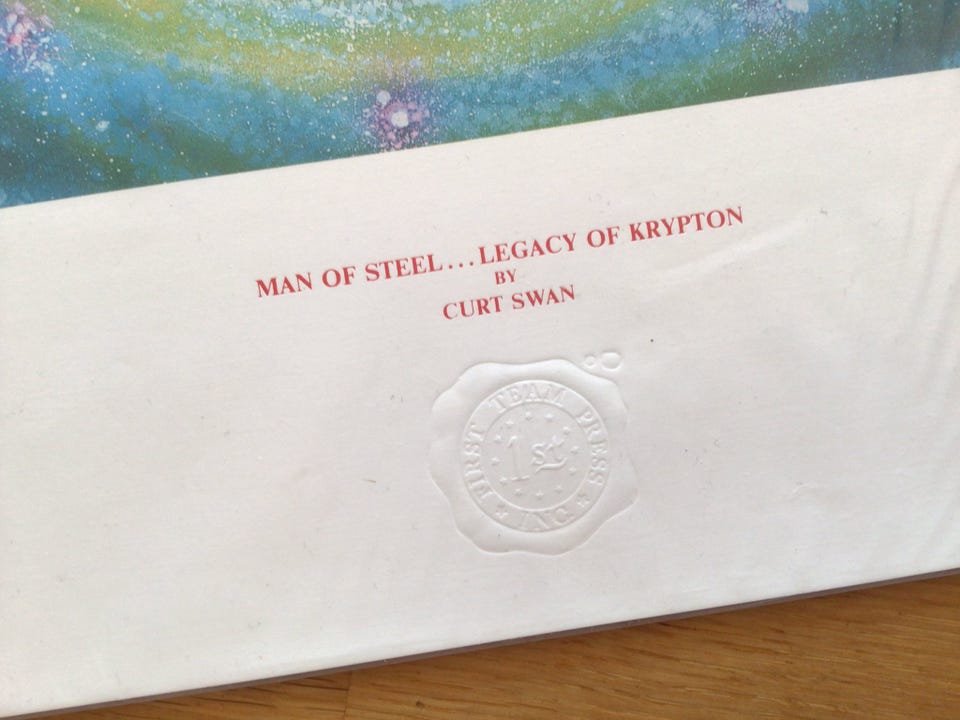 MAN OF STEEL...LEGACY OF KRYPTON
BY
CURT SWAN
FIRST TEAM PRESS
INC.
1st